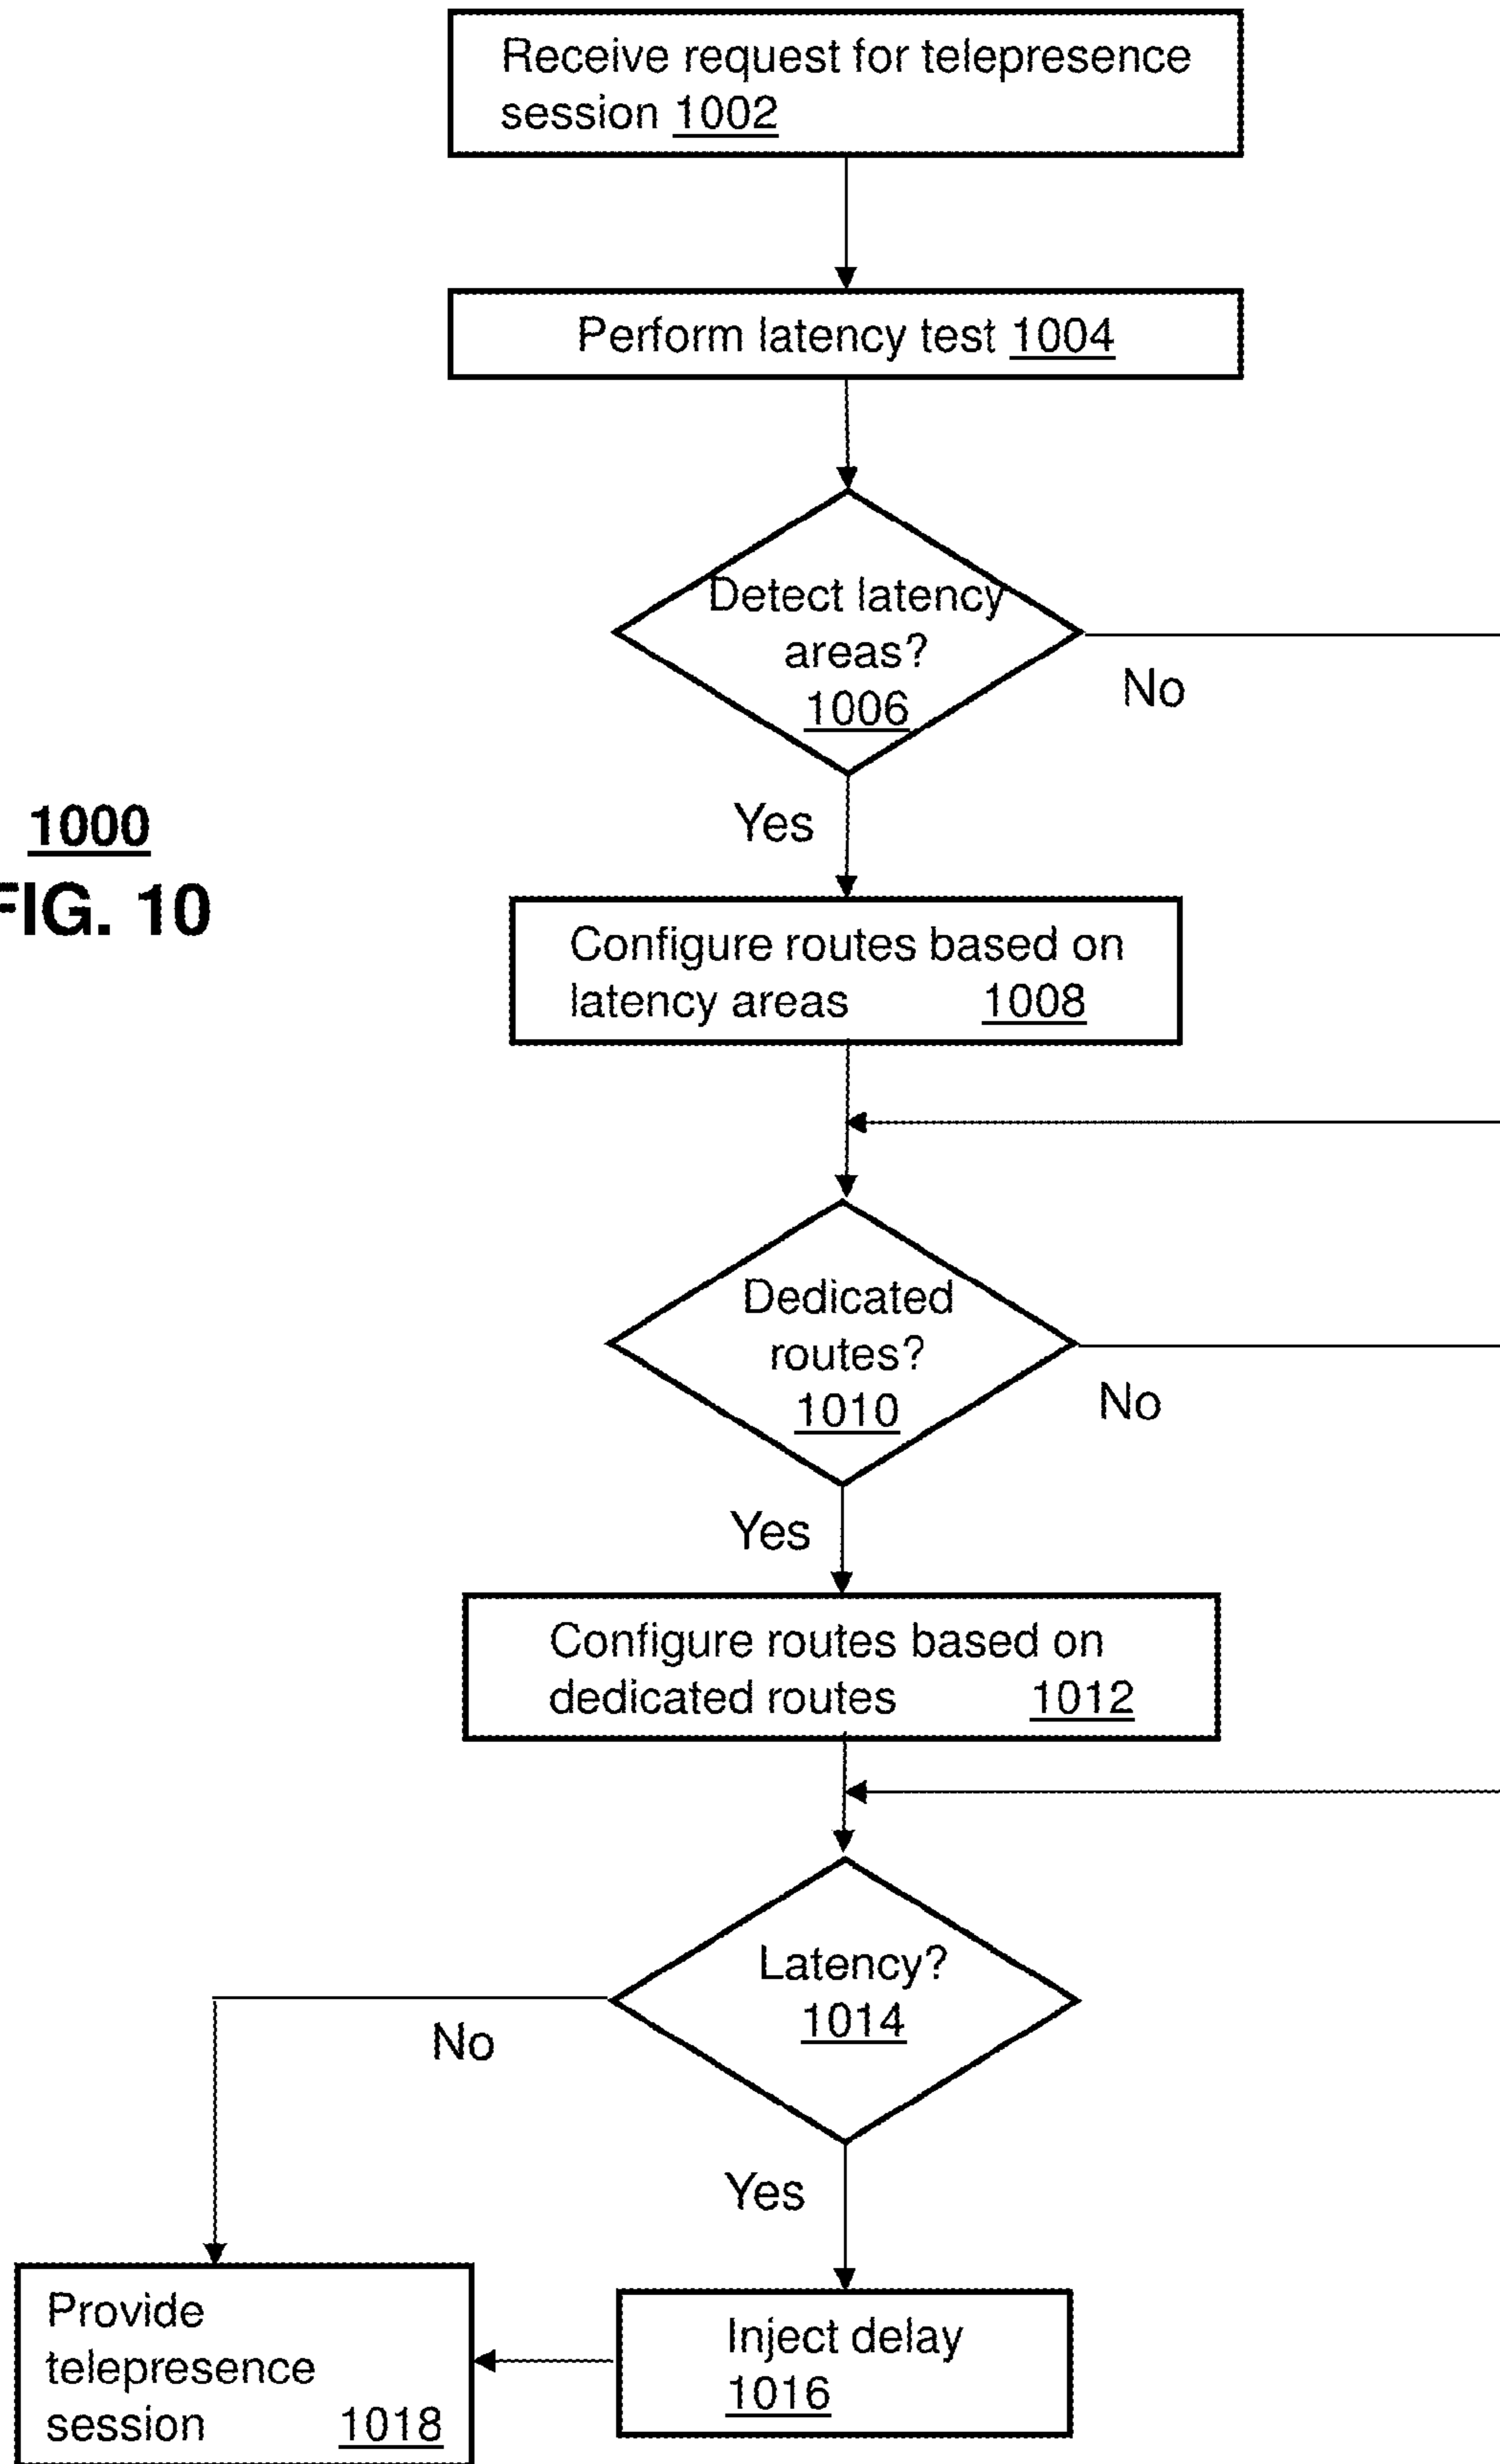 Receive request for telepresence
session 1002
Perform latency test 1004
Detect latency
areas?
1006
No
Yes
1000
FIG. 10
Configure routes based on
latency areas 1008
Dedicated
routes?
1010
No
Yes
Configure routes based on
dedicated routes 1012
Latency?
1014
No
Yes
Provide
telepresence
session 1018
Inject delay
1016